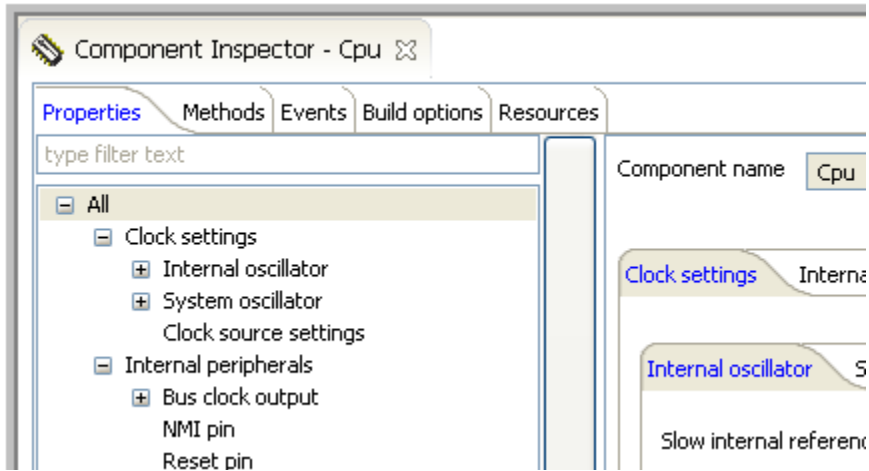 Component Inspector - Cpu
Properties Methods Events Build options Resources
type filter text
All
Clock settings
Internal oscillator
System oscillator
Clock source settings
Internal peripherals
Bus clock output
NMI pin
Reset pin
Component name Cpu
Clock settings
Internal oscillator
Slow internal